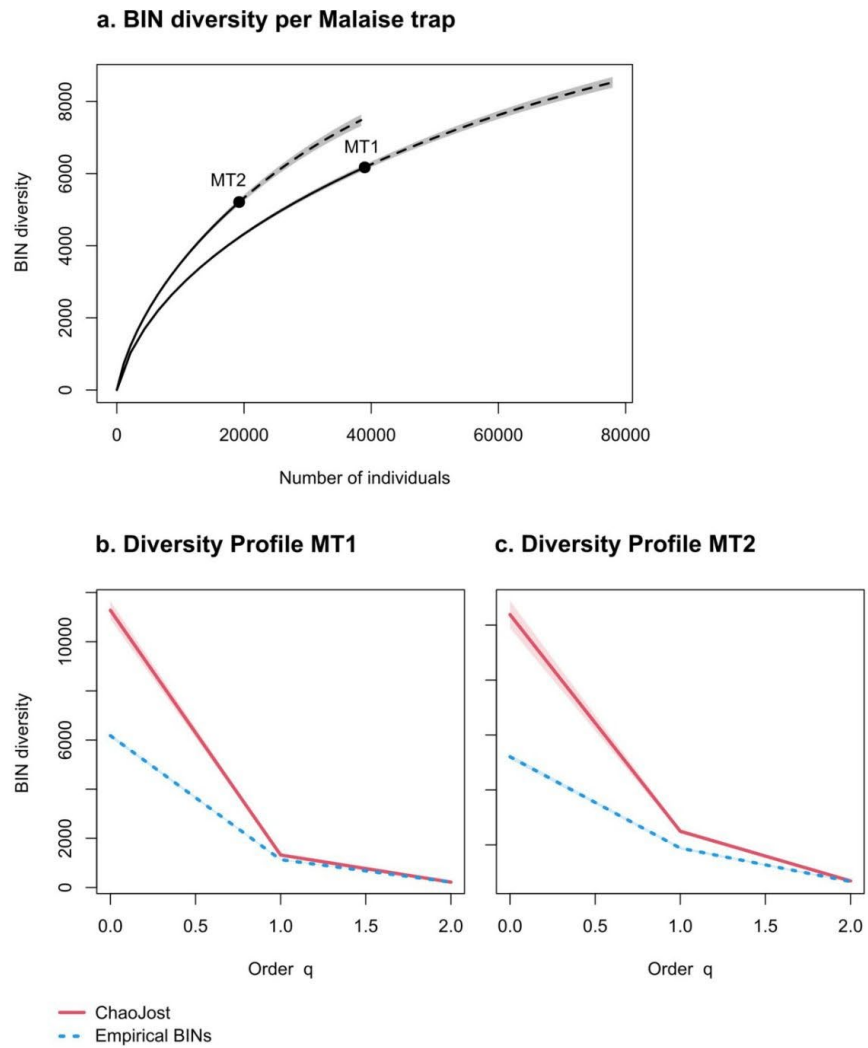 a. BIN diversity per Malaise trap
BIN diversity
8000
6000
4000
2000
0
MT2
MT1
0 20000 40000 60000 80000
Number of individuals
b. Diversity Profile MT1
BIN diversity
10000
6000
2000
0
0.0 0.5 1.0 1.5 2.0
Order q
c. Diversity Profile MT2
0.0 0.5 1.0 1.5 2.0
Order q
ChaoJost
Empirical BINs